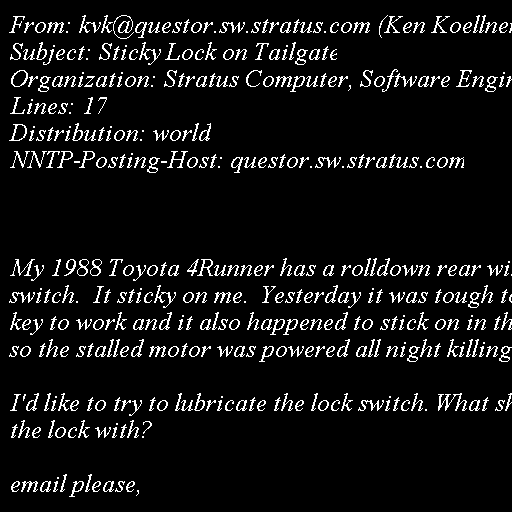 From: kvk@questor.sw.stratus.com (Ken Koellner
Subject: Sticky Lock on Tailgate
Organization: Stratus Computer, Software Engin
Lines: 17
Distribution: world
NNTP-Posting-Host: questor.sw.stratus.com
My 1988 Toyota 4Runner has a rolldown rear wi
switch.  It sticky on me.  Yesterday it was tough to
key to work and it also happened to stick on in th
so the stalled motor was powered all night killing
I'd like to try to lubricate the lock switch. What sh
the lock with?
email please,